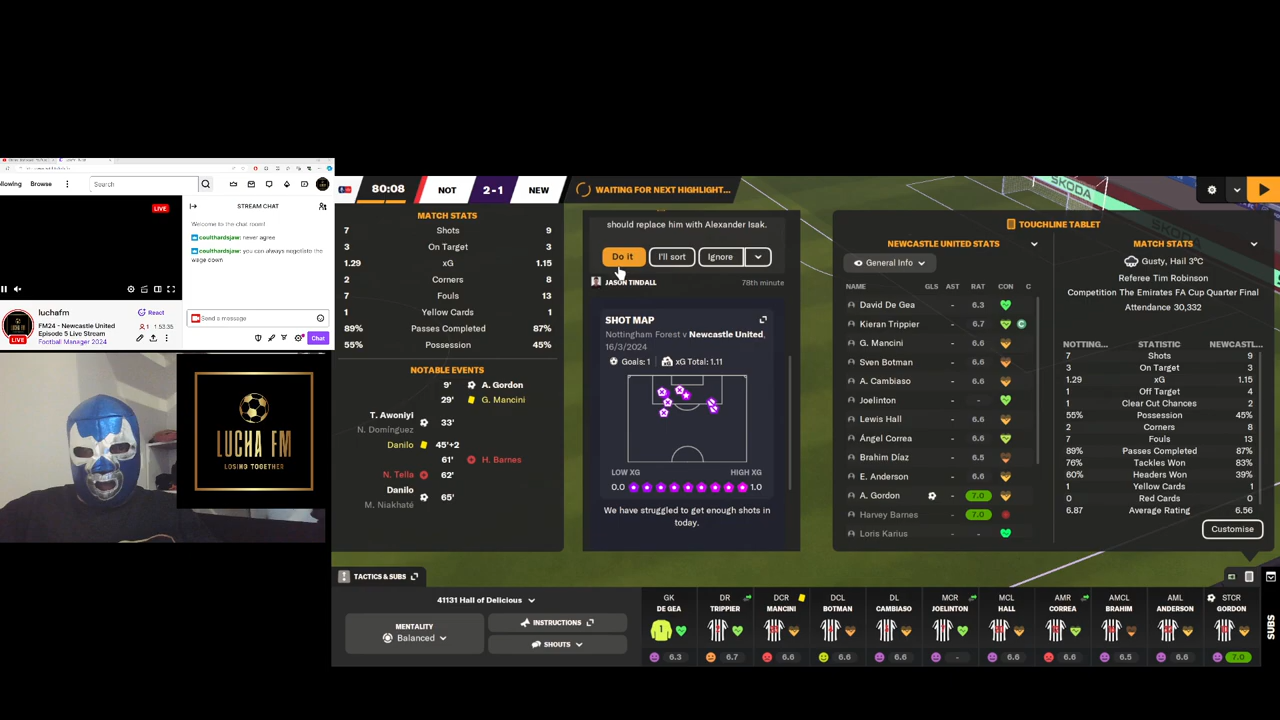 ollowing
Browse
Search
LIVE
STREAM CHAT
Welcome to the chat room!
coulthardsjaw: never agree
coulthardsjaw: you can always negotiate the
wage down
luchafm
React
FM24 - Newcastle United
Episode 5 Live Stream
Football Manager 2024
1 1:53:35
LIVE
Send a message
Chat
LUCHA FM
LOSING TOGETHER
80:08
NOT
2-1
NEW
WAITING FOR NEXT HIGHLIGHT...
MATCH STATS
7 Shots 9
3 On Target 3
1.29 xG 1.15
2 Corners 8
7 Fouls 13
1 Yellow Cards 1
89% Passes Completed 87%
55% Possession 45%
NOTABLE EVENTS
9' A. Gordon
29' G. Mancini
T. Awoniyi
N. Domínguez
33'
Danilo 45'+2
61' H. Barnes
N. Tella 62'
Danilo
M. Niakhaté
65'
should replace him with Alexander Isak.
Do it
I'll sort
Ignore
JASON TINDALL
78th minute
SHOT MAP
Nottingham Forest v Newcastle United,
16/3/2024
Goals: 1 | xG Total: 1.11
LOW XG
HIGH XG
0.0
1.0
We have struggled to get enough shots in
today.
TOUCHLINE TABLET
NEWCASTLE UNITED STATS
General Info
NAME GLS AST RAT CON C
David De Gea - - 6.3
Kieran Trippier - - 6.7 C
G. Mancini - - 6.6
Sven Botman - - 6.6
A. Cambiaso - - 6.6
Joelinton - - -
Lewis Hall - - 6.6
Ángel Correa - - 6.6
Brahim Díaz - - 6.5
E. Anderson - - 6.6
A. Gordon - 7.0
Harvey Barnes - - 7.0
Loris Karius - - -
MATCH STATS
Gusty, Hail 3°C
Referee Tim Robinson
Competition The Emirates FA Cup Quarter Final
Attendance 30,332
NOTTING... STATISTIC NEWCASTL...
7 Shots 9
3 On Target 3
1.29 xG 1.15
1 Off Target 4
1 Clear Cut Chances 2
55% Possession 45%
2 Corners 8
7 Fouls 13
89% Passes Completed 87%
76% Tackles Won 83%
60% Headers Won 39%
1 Yellow Cards 1
0 Red Cards 0
6.87 Average Rating 6.56
Customise
TACTICS & SUBS
41131 Hall of Delicious
MENTALITY
Balanced
INSTRUCTIONS
SHOUTS
GK DR DCR DCL DL MCR MCL AMR AMCL AML STCR
DE GEA TRIPPIER MANCINI BOTMAN CAMBIASO JOELINTON HALL CORREA BRAHIM ANDERSON GORDON
1
6.3 6.7 6.6 6.6 6.6 - 6.6 6.6 6.5 6.6 7.0
SUBS